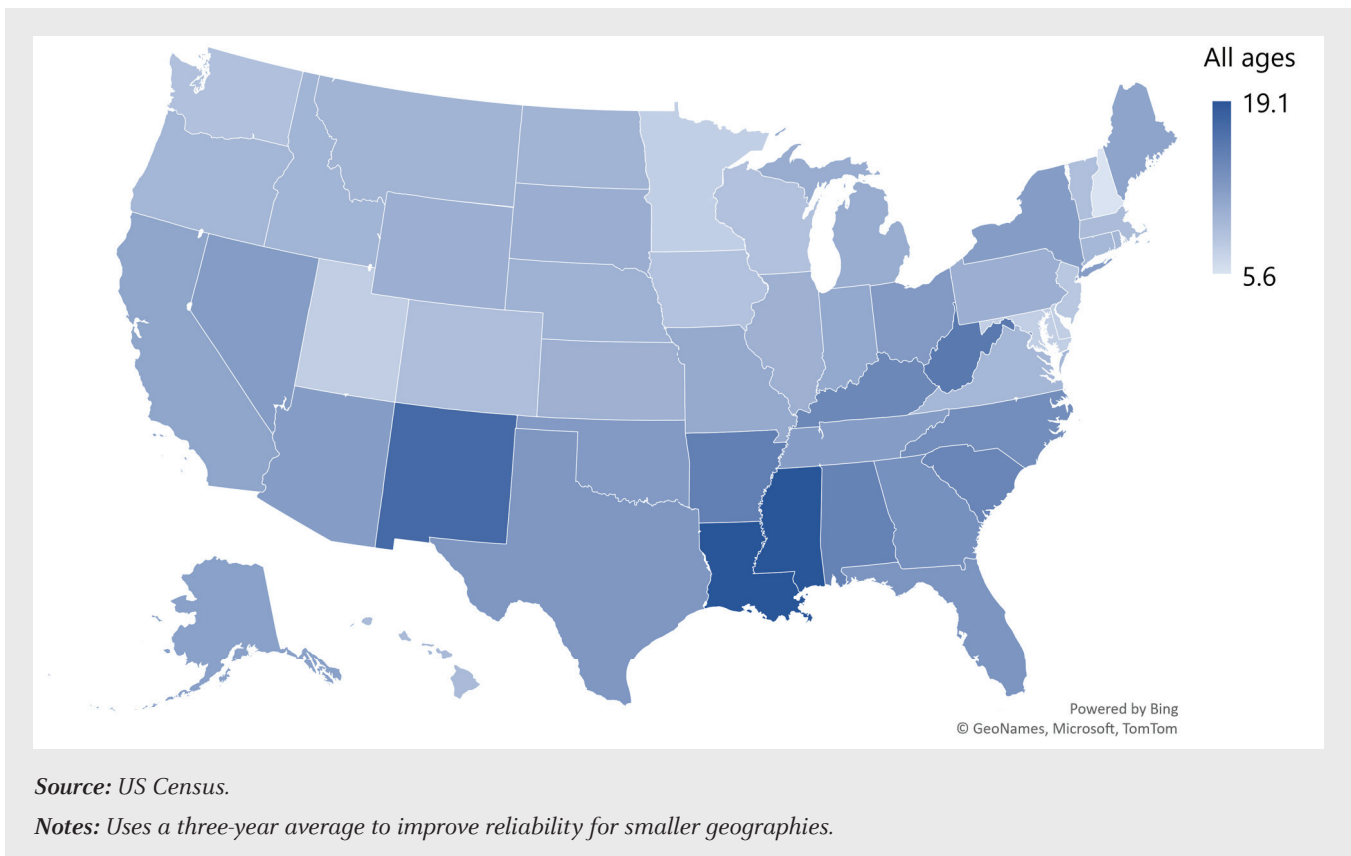 All ages
19.1
5.6
Powered by Bing
© GeoNames, Microsoft, TomTom
Source: US Census.
Notes: Uses a three-year average to improve reliability for smaller geographies.